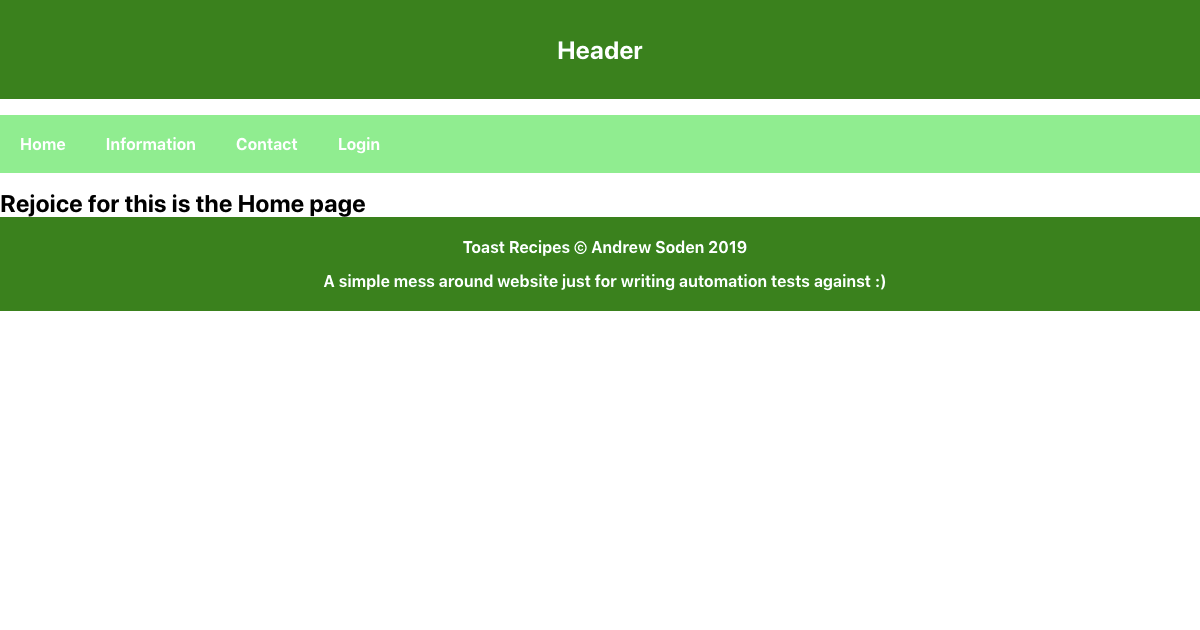 Header
Home Information Contact Login
Rejoice for this is the Home page
Toast Recipes © Andrew Soden 2019
A simple mess around website just for writing automation tests against :)